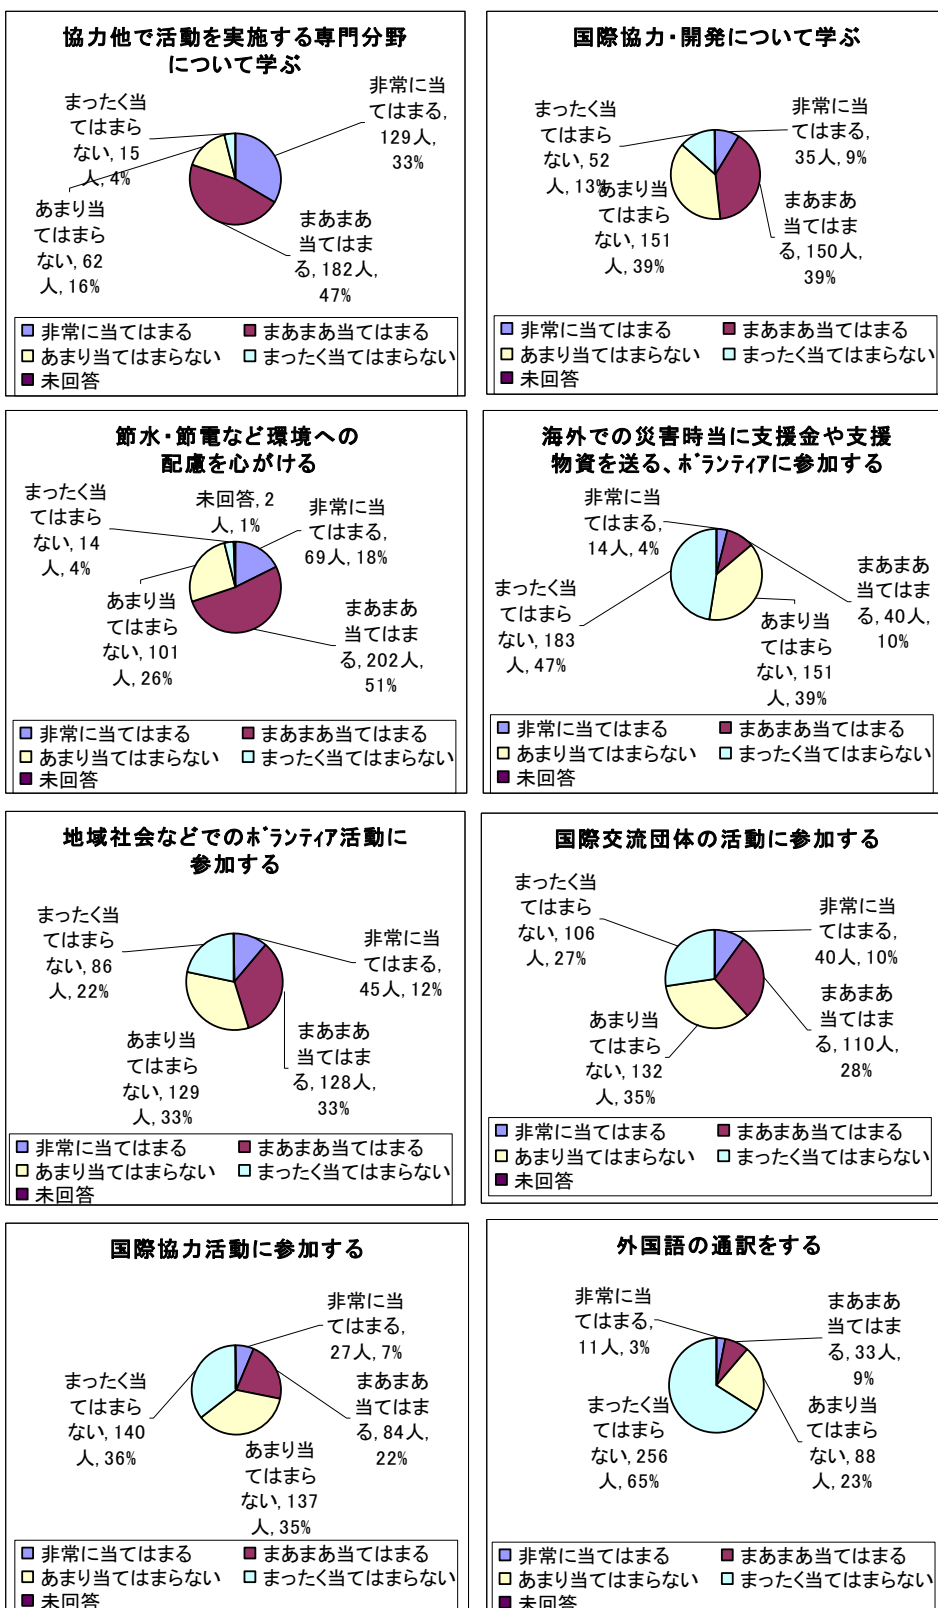 協力他で活動を実施する専門分野
について学ぶ
まったく当
てはまら
ない, 15
人, 4%
非常に当
てはまる,
129人,
33%
あまり当
てはまら
ない, 62
人, 16%
まあまあ
当てはま
る, 182人,
47%
非常に当てはまる
まあまあ当てはまる
あまり当てはまらない
まったく当てはまらない
未回答
国際協力・開発について学ぶ
まったく当
てはまら
ない, 52
人, 13%
非常に当
てはまる,
35人, 9%
あまり当
てはまら
ない, 151
人, 39%
まあまあ
当てはま
る, 150人,
39%
非常に当てはまる
まあまあ当てはまる
あまり当てはまらない
まったく当てはまらない
未回答
節水・節電など環境への
配慮を心がける
まったく当
てはまら
ない, 14
人, 4%
未回答, 2
人, 1%
非常に当
てはまる,
69人, 18%
あまり当
てはまら
ない, 101
人, 26%
まあまあ
当てはま
る, 202人,
51%
非常に当てはまる
まあまあ当てはまる
あまり当てはまらない
まったく当てはまらない
未回答
海外での災害時当に支援金や支援
物資を送る、ボランティアに参加する
非常に当
てはまる,
14人, 4%
まあまあ
当てはま
る, 40人,
10%
まったく当
てはまら
ない, 183
人, 47%
あまり当
てはまら
ない, 151
人, 39%
非常に当てはまる
まあまあ当てはまる
あまり当てはまらない
まったく当てはまらない
未回答
地域社会などでのボランティア活動に
参加する
まったく当
てはまら
ない, 86
人, 22%
非常に当
てはまる,
45人, 12%
あまり当
てはまら
ない, 129
人, 33%
まあまあ
当てはま
る, 128人,
33%
非常に当てはまる
まあまあ当てはまる
あまり当てはまらない
まったく当てはまらない
未回答
国際交流団体の活動に参加する
まったく当
てはまら
ない, 106
人, 27%
非常に当
てはまる,
40人, 10%
あまり当
てはまら
ない, 132
人, 35%
まあまあ
当てはま
る, 110人,
28%
非常に当てはまる
まあまあ当てはまる
あまり当てはまらない
まったく当てはまらない
未回答
国際協力活動に参加する
非常に当
てはまる,
27人, 7%
まったく当
てはまら
ない, 140
人, 36%
まあまあ
当てはま
る, 84人,
22%
あまり当
てはまら
ない, 137
人, 35%
非常に当てはまる
まあまあ当てはまる
あまり当てはまらない
まったく当てはまらない
未回答
外国語の通訳をする
非常に当
てはまる,
11人, 3%
まあまあ
当てはま
る, 33人,
9%
まったく当
てはまら
ない, 256
人, 65%
あまり当
てはまら
ない, 88
人, 23%
非常に当てはまる
まあまあ当てはまる
あまり当てはまらない
まったく当てはまらない
未回答